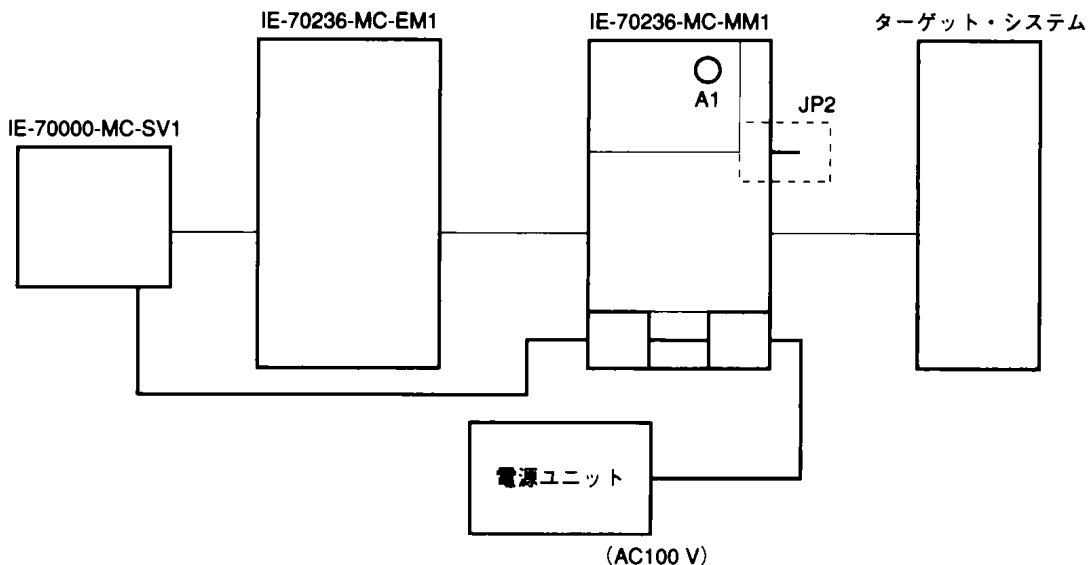 IE-70236-MC-EM1
IE-70236-MC-MM1
ターゲット・システム
A1
JP2
IE-70000-MC-SV1
電源ユニット
(AC100 V)